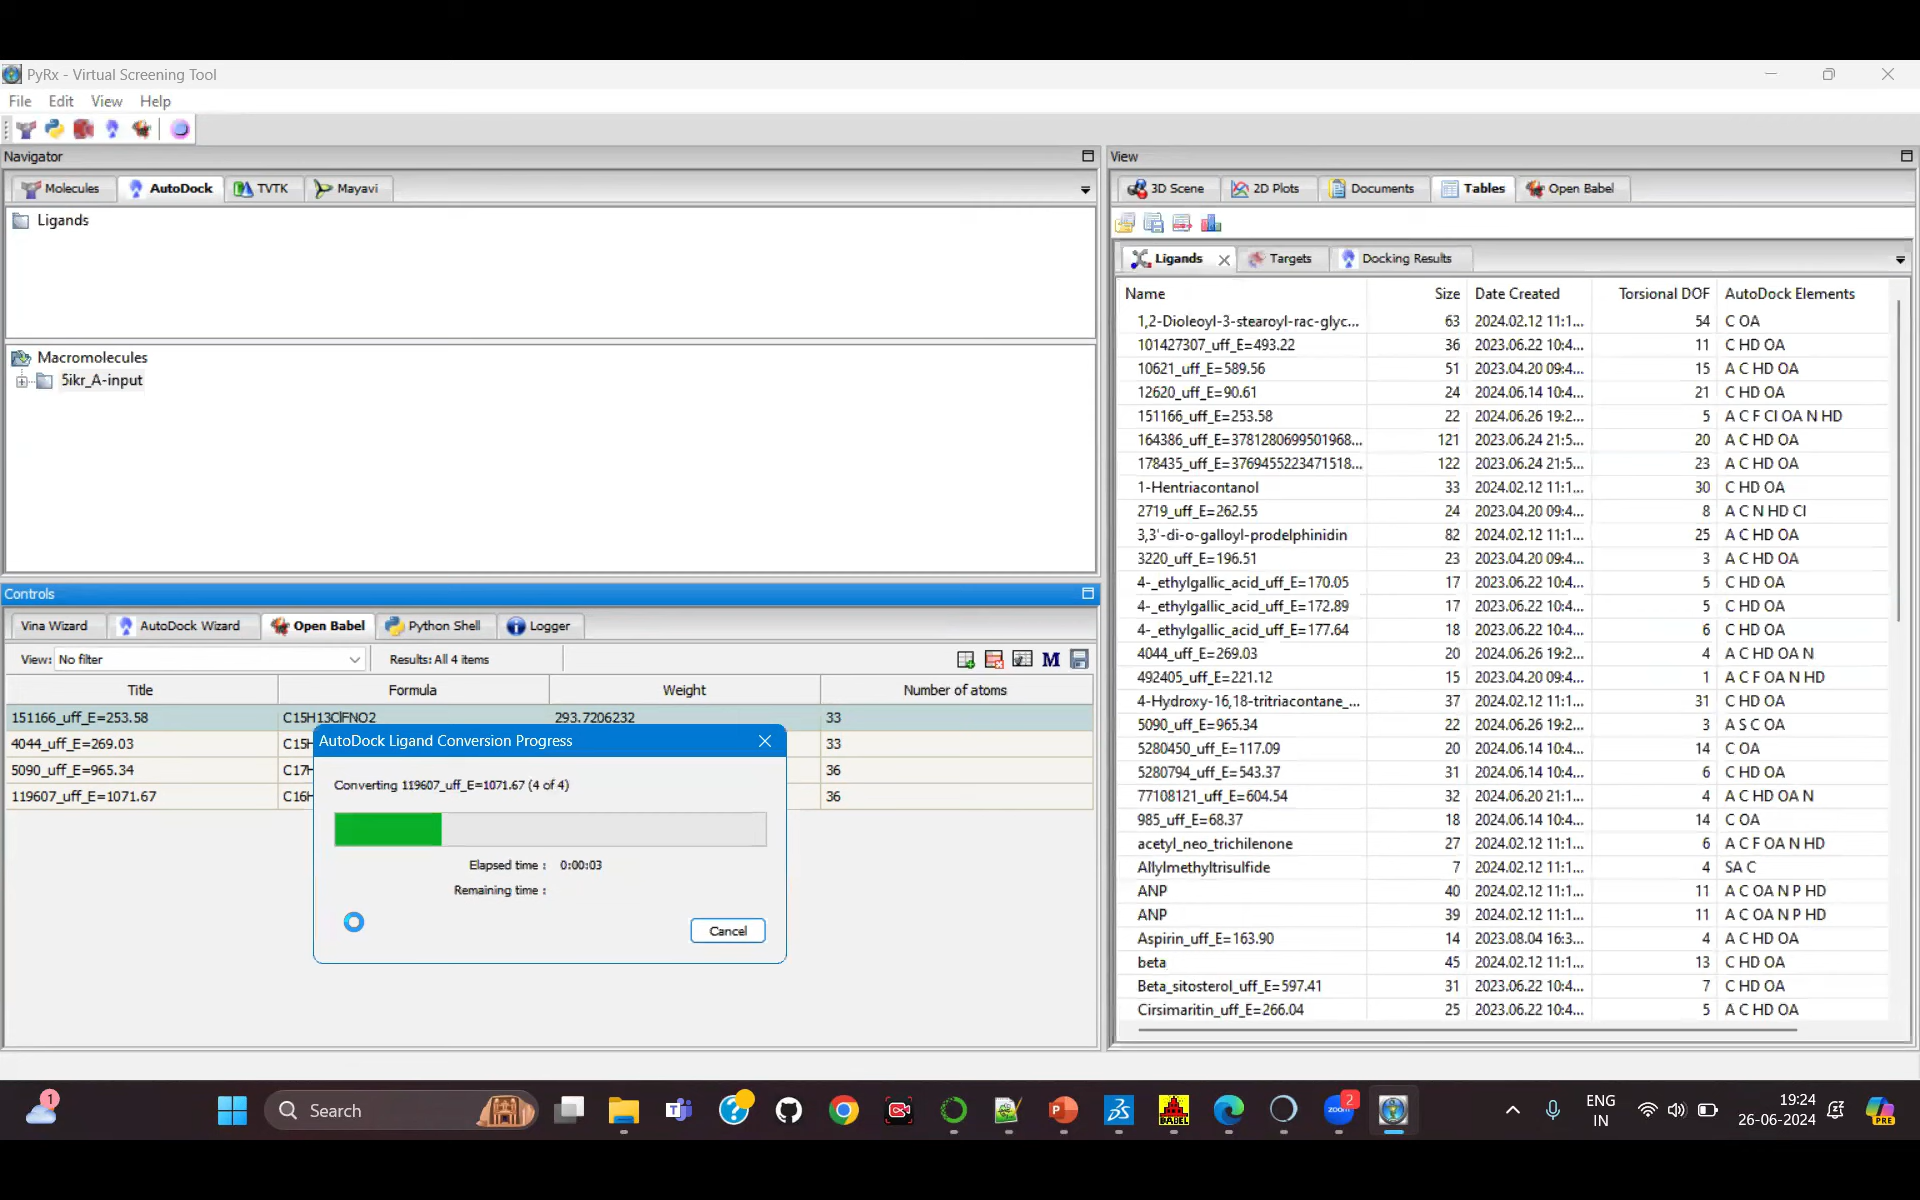 PyRx - Virtual Screening Tool
File Edit View Help
Navigator
Molecules AutoDock TVTK Mayavi
Ligands
Macromolecules
5ikr_A-input
Controls
Vina Wizard AutoDock Wizard Open Babel Python Shell Logger
View: No filter Results: All 4 items M
Title Formula Weight Number of atoms
151166_uff_E=253.58 C15H13ClFNO2 293.7206232 33
4044_uff_E=269.03 C15H 33
5090_uff_E=965.34 C17H 36
119607_uff_E=1071.67 C16H 36
AutoDock Ligand Conversion Progress
Converting 119607_uff_E=1071.67 (4 of 4)
Elapsed time : 0:00:03
Remaining time :
Cancel
View
3D Scene 2D Plots Documents Tables Open Babel
Ligands Targets Docking Results
Name Size Date Created Torsional DOF AutoDock Elements
1,2-Dioleoyl-3-stearoyl-rac-glyc... 63 2024.02.12 11:1... 54 C OA
101427307_uff_E=493.22 36 2023.06.22 10:4... 11 C HD OA
10621_uff_E=589.56 51 2023.04.20 09:4... 15 A C HD OA
12620_uff_E=90.61 24 2024.06.14 10:4... 21 C HD OA
151166_uff_E=253.58 22 2024.06.26 19:2... 5 A C F Cl OA N HD
164386_uff_E=3781280699501968... 121 2023.06.24 21:5... 20 A C HD OA
178435_uff_E=3769455223471518... 122 2023.06.24 21:5... 23 A C HD OA
1-Hentriacontanol 33 2024.02.12 11:1... 30 C HD OA
2719_uff_E=262.55 24 2023.04.20 09:4... 8 A C N HD Cl
3,3'-di-o-galloyl-prodelphinidin 82 2024.02.12 11:1... 25 A C HD OA
3220_uff_E=196.51 23 2023.04.20 09:4... 3 A C HD OA
4-_ethylgallic_acid_uff_E=170.05 17 2023.06.22 10:4... 5 C HD OA
4-_ethylgallic_acid_uff_E=172.89 17 2023.06.22 10:4... 5 C HD OA
4-_ethylgallic_acid_uff_E=177.64 18 2023.06.22 10:4... 6 C HD OA
4044_uff_E=269.03 20 2024.06.26 19:2... 4 A C HD OA N
492405_uff_E=221.12 15 2023.04.20 09:4... 1 A C F OA N HD
4-Hydroxy-16,18-tritriacontane_... 37 2024.02.12 11:1... 31 C HD OA
5090_uff_E=965.34 22 2024.06.26 19:2... 3 A S C OA
5280450_uff_E=117.09 20 2024.06.14 10:4... 14 C OA
5280794_uff_E=543.37 31 2024.06.14 10:4... 6 C HD OA
77108121_uff_E=604.54 32 2024.06.20 21:1... 4 A C HD OA N
985_uff_E=68.37 18 2024.06.14 10:4... 14 C OA
acetyl_neo_trichilenone 27 2024.02.12 11:1... 6 A C F OA N HD
Allylmethyltrisulfide 7 2024.02.12 11:1... 4 SA C
ANP 40 2024.02.12 11:1... 11 A C OA N P HD
ANP 39 2024.02.12 11:1... 11 A C OA N P HD
Aspirin_uff_E=163.90 14 2023.08.04 16:3... 4 A C HD OA
beta 45 2024.02.12 11:1... 13 C HD OA
Beta_sitosterol_uff_E=597.41 31 2023.06.22 10:4... 7 C HD OA
Cirsimaritin_uff_E=266.04 25 2023.06.22 10:4... 5 A C HD OA
1 Search BABEL zoom 2 ENG 19:24 PRE
IN 26-06-2024